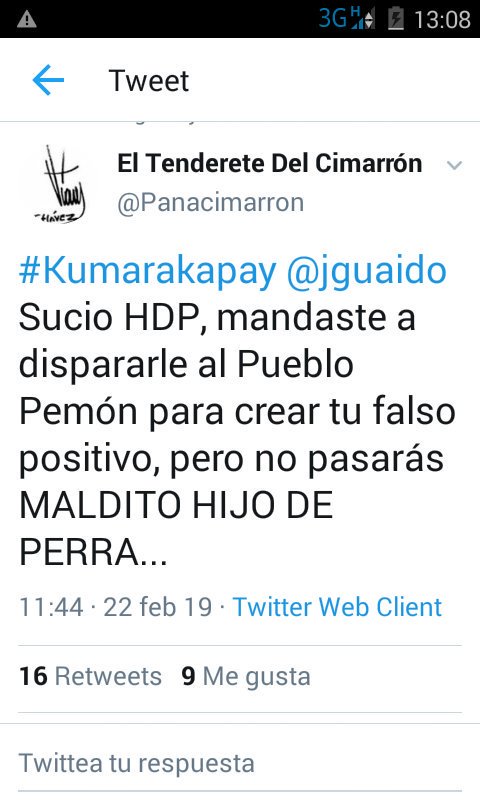 3G H 13:08
Tweet
El Tenderete Del Cimarrón
@Panacimarron
CHÁVEZ
#Kumarakapay @jguaido
Sucio HDP, mandaste a
dispararle al Pueblo
Pemón para crear tu falso
positivo, pero no pasarás
MALDITO HIJO DE
PERRA...
11:44 · 22 feb 19 · Twitter Web Client
16 Retweets 9 Me gusta
Twittea tu respuesta